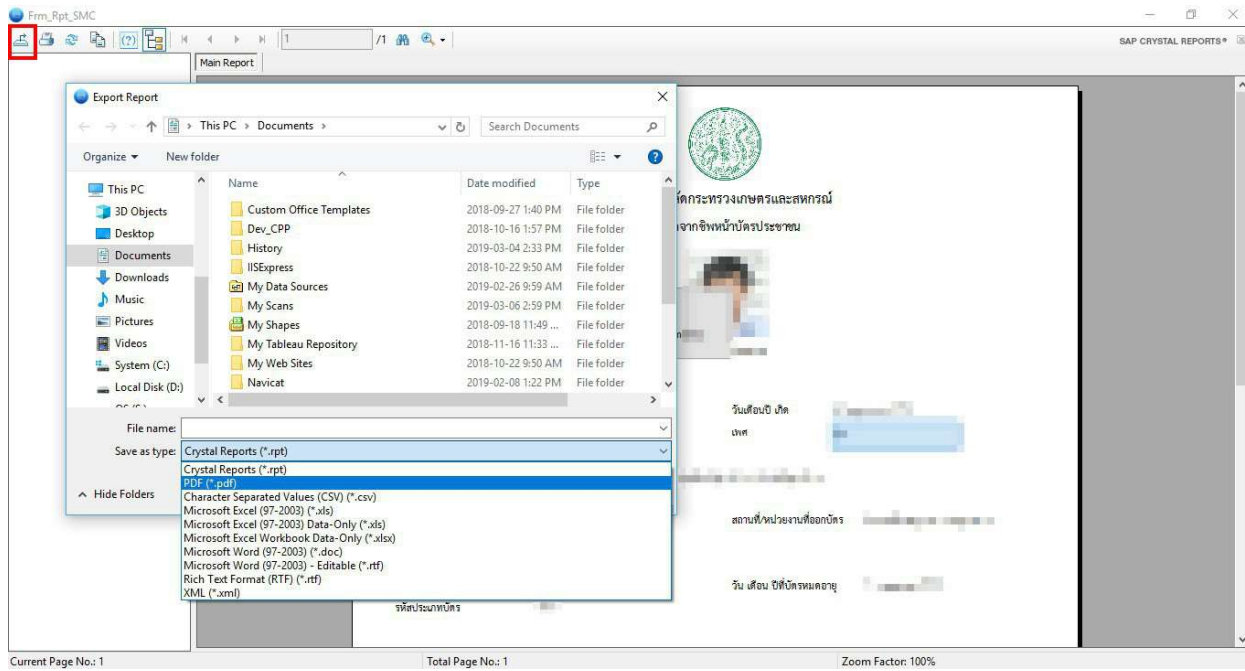 Frm_Rpt_SMC
1 /1
SAP CRYSTAL REPORTS®
Main Report
Export Report
This PC > Documents >
Search Documents
Organize
New folder
Name Date modified Type
This PC
3D Objects
Desktop
Documents
Downloads
Music
Pictures
Videos
System (C:)
Local Disk (D:)
Custom Office Templates 2018-09-27 1:40 PM File folder
Dev_CPP 2018-10-16 1:57 PM File folder
History 2019-03-04 2:33 PM File folder
IISExpress 2018-10-22 9:50 AM File folder
My Data Sources 2019-02-26 9:59 AM File folder
My Scans 2019-03-06 2:59 PM File folder
My Shapes 2018-09-18 11:49 ... File folder
My Tableau Repository 2018-11-16 11:33 ... File folder
My Web Sites 2018-10-22 9:50 AM File folder
Navicat 2019-02-08 1:22 PM File folder
File name:
Save as type: Crystal Reports (*.rpt)
Crystal Reports (*.rpt)
PDF (*.pdf)
Character Separated Values (CSV) (*.csv)
Microsoft Excel (97-2003) (*.xls)
Microsoft Excel (97-2003) Data-Only (*.xls)
Microsoft Excel Workbook Data-Only (*.xlsx)
Microsoft Word (97-2003) (*.doc)
Microsoft Word (97-2003) - Editable (*.rtf)
Rich Text Format (RTF) (*.rtf)
XML (*.xml)
Hide Folders
ัดกระทรวงเกษตรและสหกรณ์
จากชิพหน้าบัตรประชาชน
วันเดือนปี เกิด
เพศ
สถานที่/หน่วยงานที่ออกบัตร
วัน เดือน ปีที่บัตรหมดอายุ
รหัสประเภทบัตร
Current Page No.: 1
Total Page No.: 1
Zoom Factor: 100%